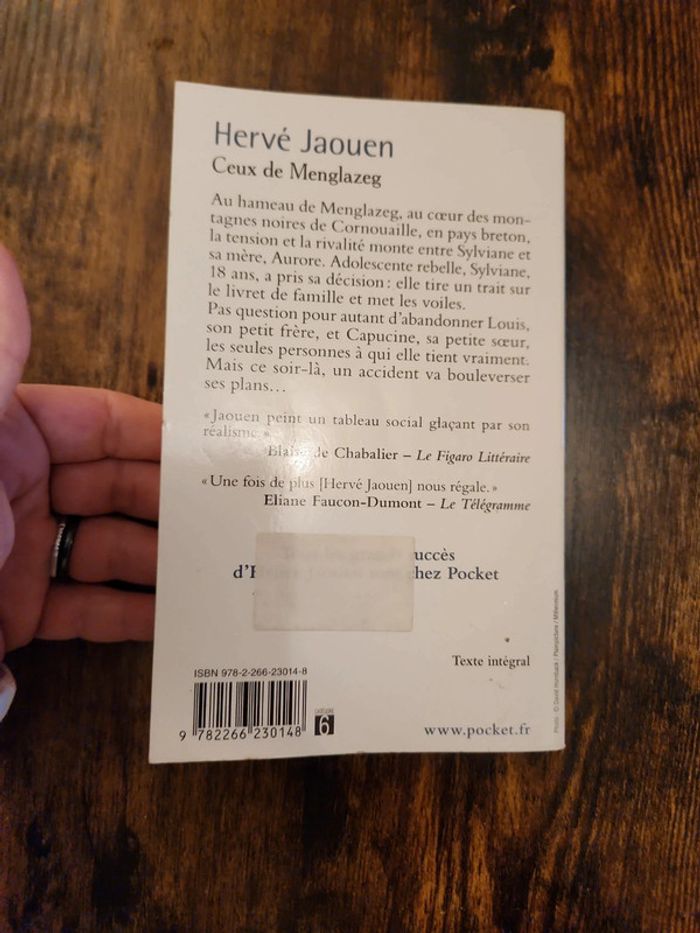 Hervé Jaouen
Ceux de Menglazeg
Au hameau de Menglazeg, au cœur des mon-
tagnes noires de Cornouaille, en pays breton,
la tension et la rivalité monte entre Sylviane et
sa mère, Aurore. Adolescente rebelle, Sylviane,
18 ans, a pris sa décision : elle tire un trait sur
le livret de famille et met les voiles.
Pas question pour autant d'abandonner Louis,
son petit frère, et Capucine, sa petite sœur,
les seules personnes à qui elle tient vraiment.
Mais ce soir-là, un accident va bouleverser
ses plans…
« Jaouen peint un tableau social glaçant par son
réalisme. »
Blaise de Chabalier – Le Figaro Littéraire
« Une fois de plus [Hervé Jaouen] nous régale. »
Eliane Faucon-Dumont – Le Télégramme
uccès
chez Pocket
Texte intégral
ISBN 978-2-266-23014-8
9 782266 230148
CATÉGORIE
6
www.pocket.fr